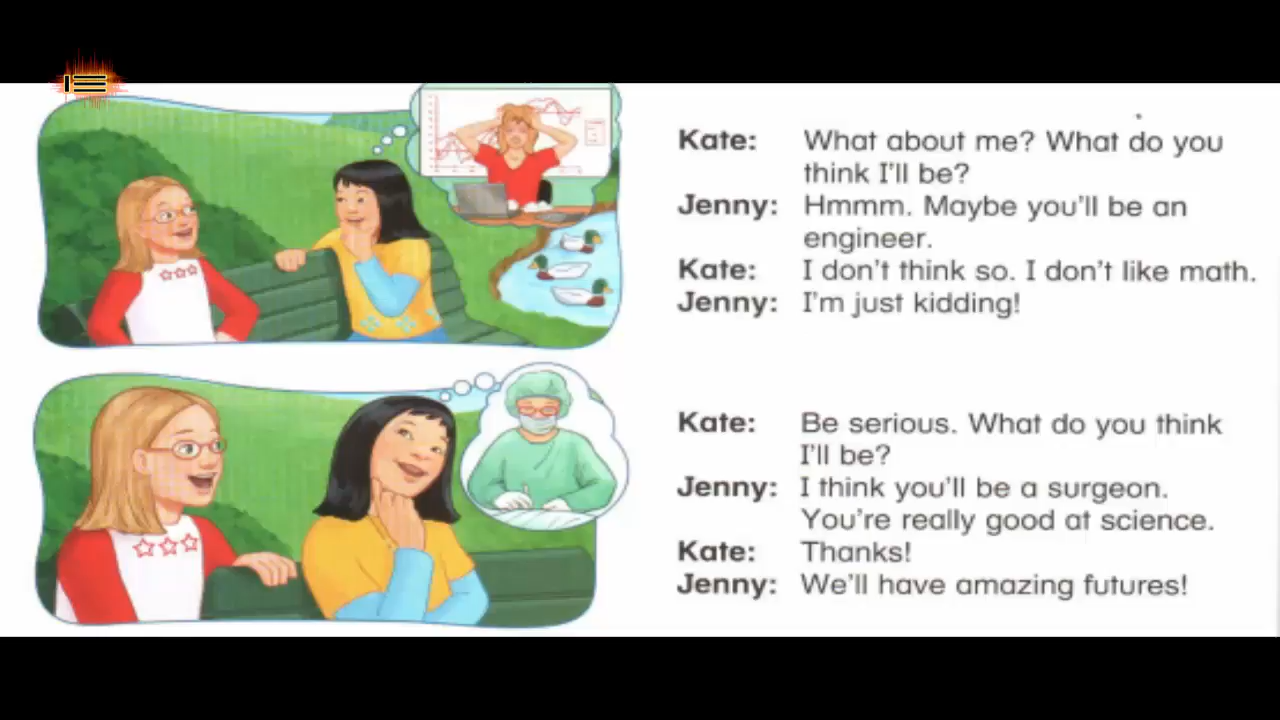 Kate: What about me? What do you
think I'll be?
Jenny: Hmmm. Maybe you'll be an
engineer.
Kate: I don't think so. I don't like math.
Jenny: I'm just kidding!
Kate: Be serious. What do you think
I'll be?
Jenny: I think you'll be a surgeon.
You're really good at science.
Kate: Thanks!
Jenny: We'll have amazing futures!